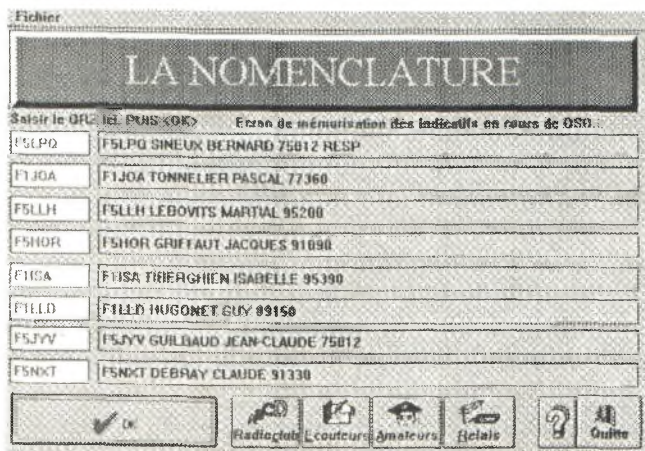 Fichier
LA NOMENCLATURE
Saisir le QRZ ici. PUIS <OK> Ecran de mémorisation des indicatifs en cours de QSO.
F5LPQ F5LPQ SINEUX BERNARD 75012 RESP
F1JOA F1JOA TONNELIER PASCAL 77360
F5LLH F5LLH LEBOVITS MARTIAL 95200
F5HOR F5HOR GRIFFAUT JACQUES 91090
F1ISA F1ISA TIBERGHIEN ISABELLE 95390
F1LLD F1LLD HUGONET GUY 89150
F5JYV F5JYV GUILBAUD JEAN-CLAUDE 75012
F5NXT F5NXT DEBRAY CLAUDE 91330
OK Radioclub Ecouteurs Amateurs Relais ? Quitte